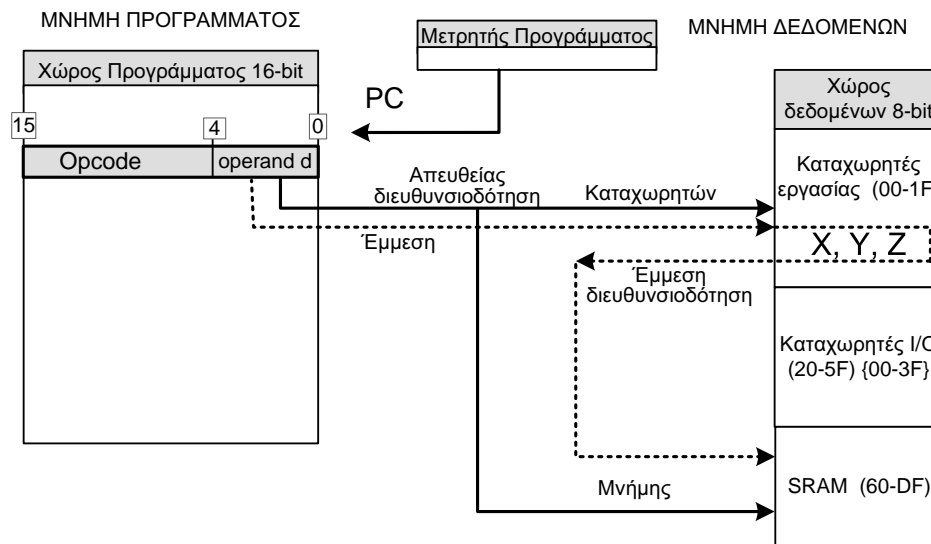 ΜΝΗΜΗ ΠΡΟΓΡΑΜΜΑΤΟΣ
Χώρος Προγράμματος 16-bit
15
4
0
Opcode
operand d
Μετρητής Προγράμματος
PC
ΜΝΗΜΗ ΔΕΔΟΜΕΝΩΝ
Χώρος
δεδομένων 8-bit
Απευθείας
διευθυνσιοδότηση
Καταχωρητών
Έμμεση
Καταχωρητές
εργασίας (00-1F
X, Y, Z
Έμμεση
διευθυνσιοδότηση
Καταχωρητές I/O
(20-5F) {00-3F}
Μνήμης
SRAM (60-DF)